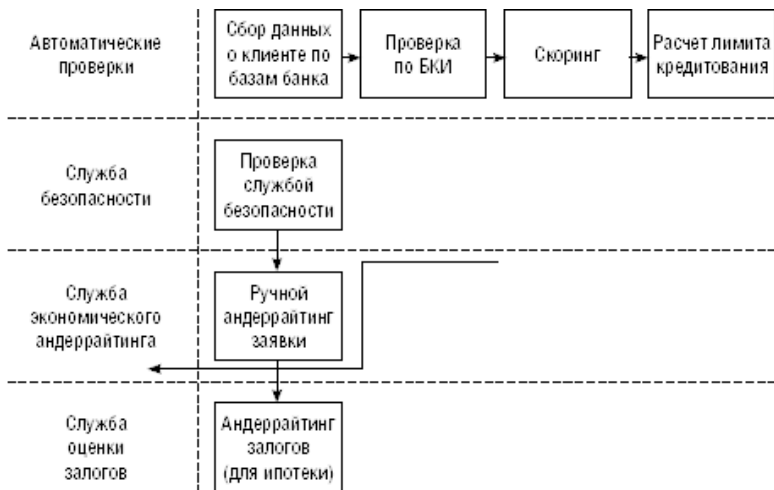 Автоматические
проверки
Сбор данных
о клиенте по
базам банка
Проверка
по БКИ
Скоринг
Расчет лимита
кредитования
Служба
безопасности
Проверка
службой
безопасности
Служба
экономического
андеррайтинга
Ручной
андеррайтинг
заявки
Служба
оценки
залогов
Андеррайтинг
залогов
(для ипотеки)